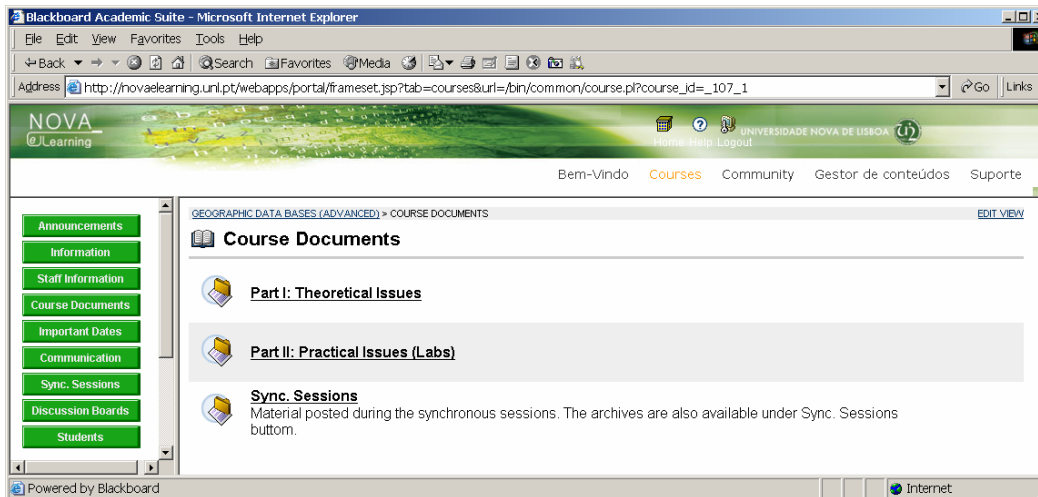 Blackboard Academic Suite - Microsoft Internet Explorer
File Edit View Favorites Tools Help
Back Search Favorites Media
Address http://novaelearning.unl.pt/webapps/portal/frameset.jsp?tab=courses&url=/bin/common/course.pl?course_id=_107_1 Go Links
NOVA_
e)Learning
Home Help Logout
UNIVERSIDADE NOVA DE LISBOA
Bem-Vindo Courses Community Gestor de conteúdos Suporte
Announcements
Information
Staff Information
Course Documents
Important Dates
Communication
Sync. Sessions
Discussion Boards
Students
GEOGRAPHIC DATA BASES (ADVANCED) > COURSE DOCUMENTS EDIT VIEW
Course Documents
Part I: Theoretical Issues
Part II: Practical Issues (Labs)
Sync. Sessions
Material posted during the synchronous sessions. The archives are also available under Sync. Sessions
buttom.
Powered by Blackboard Internet